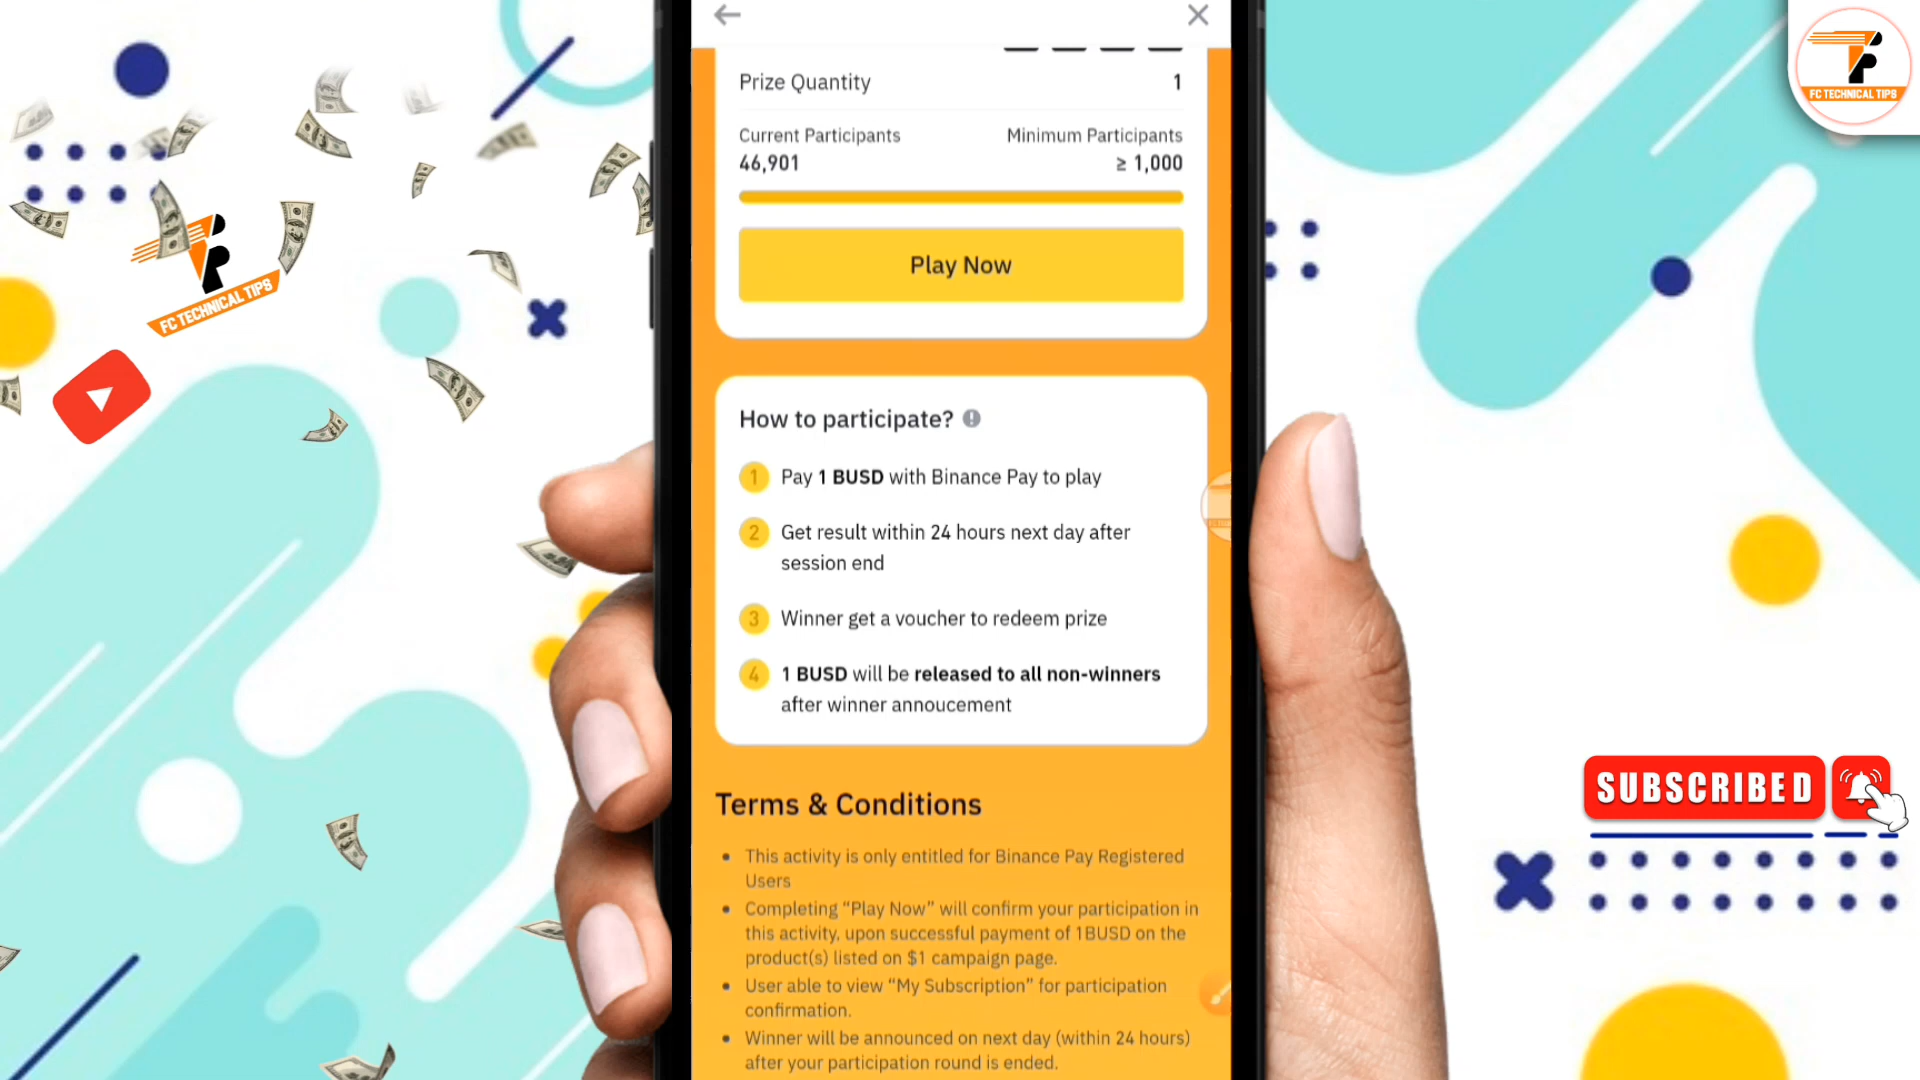 Prize Quantity 1
Current Participants Minimum Participants
46,901 ≥ 1,000
Play Now
How to participate?
1 Pay 1 BUSD with Binance Pay to play
2 Get result within 24 hours next day after
session end
3 Winner get a voucher to redeem prize
4 1 BUSD will be released to all non-winners
after winner annoucement
Terms & Conditions
• This activity is only entitled for Binance Pay Registered
Users
• Completing “Play Now” will confirm your participation in
this activity, upon successful payment of 1BUSD on the
product(s) listed on $1 campaign page.
• User able to view “My Subscription” for participation
confirmation.
• Winner will be announced on next day (within 24 hours)
after your participation round is ended.
FC TECHNICAL TIPS
FC TECHNICAL TIPS
SUBSCRIBED